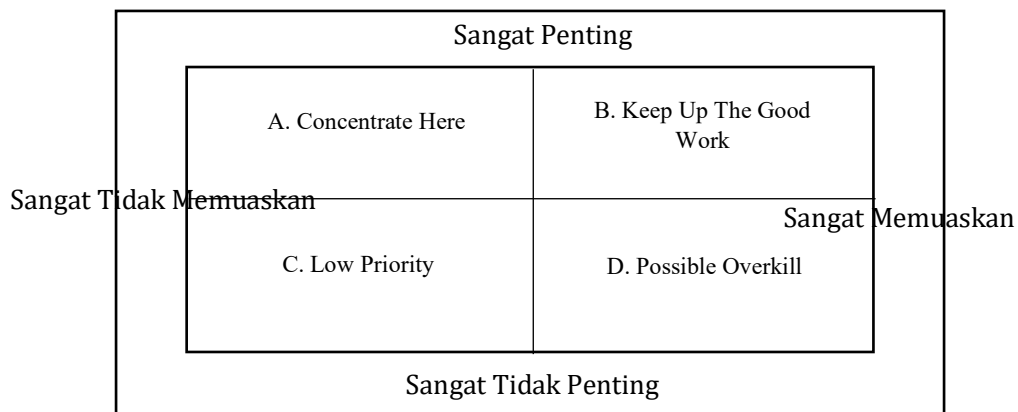 Sangat Penting
A. Concentrate Here
B. Keep Up The Good
Work
Sangat Tidak Memuaskan
Sangat Memuaskan
C. Low Priority
D. Possible Overkill
Sangat Tidak Penting